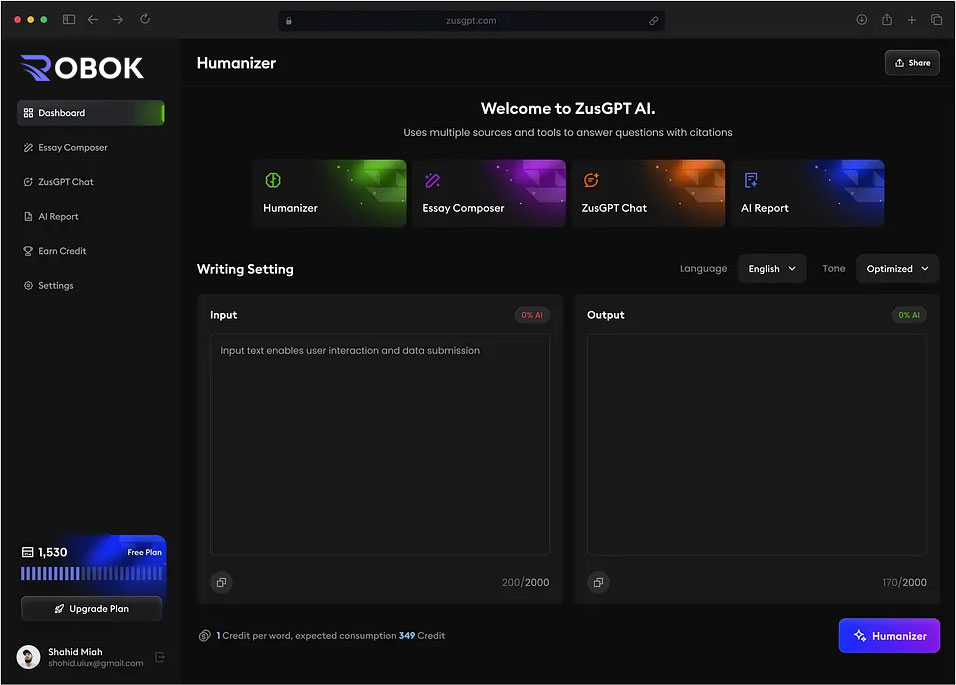 zusgpt.com
ROBOK
Dashboard
Essay Composer
ZusGPT Chat
AI Report
Earn Credit
Settings
1,530
Free Plan
Upgrade Plan
Shahid Miah
shohid.uiux@gmail.com
Humanizer
Share
Welcome to ZusGPT AI.
Uses multiple sources and tools to answer questions with citations
Humanizer
Essay Composer
ZusGPT Chat
AI Report
Writing Setting
Language
English
Tone
Optimized
Input
0% AI
Input text enables user interaction and data submission
200/2000
Output
0% AI
170/2000
1 Credit per word, expected consumption 349 Credit
Humanizer